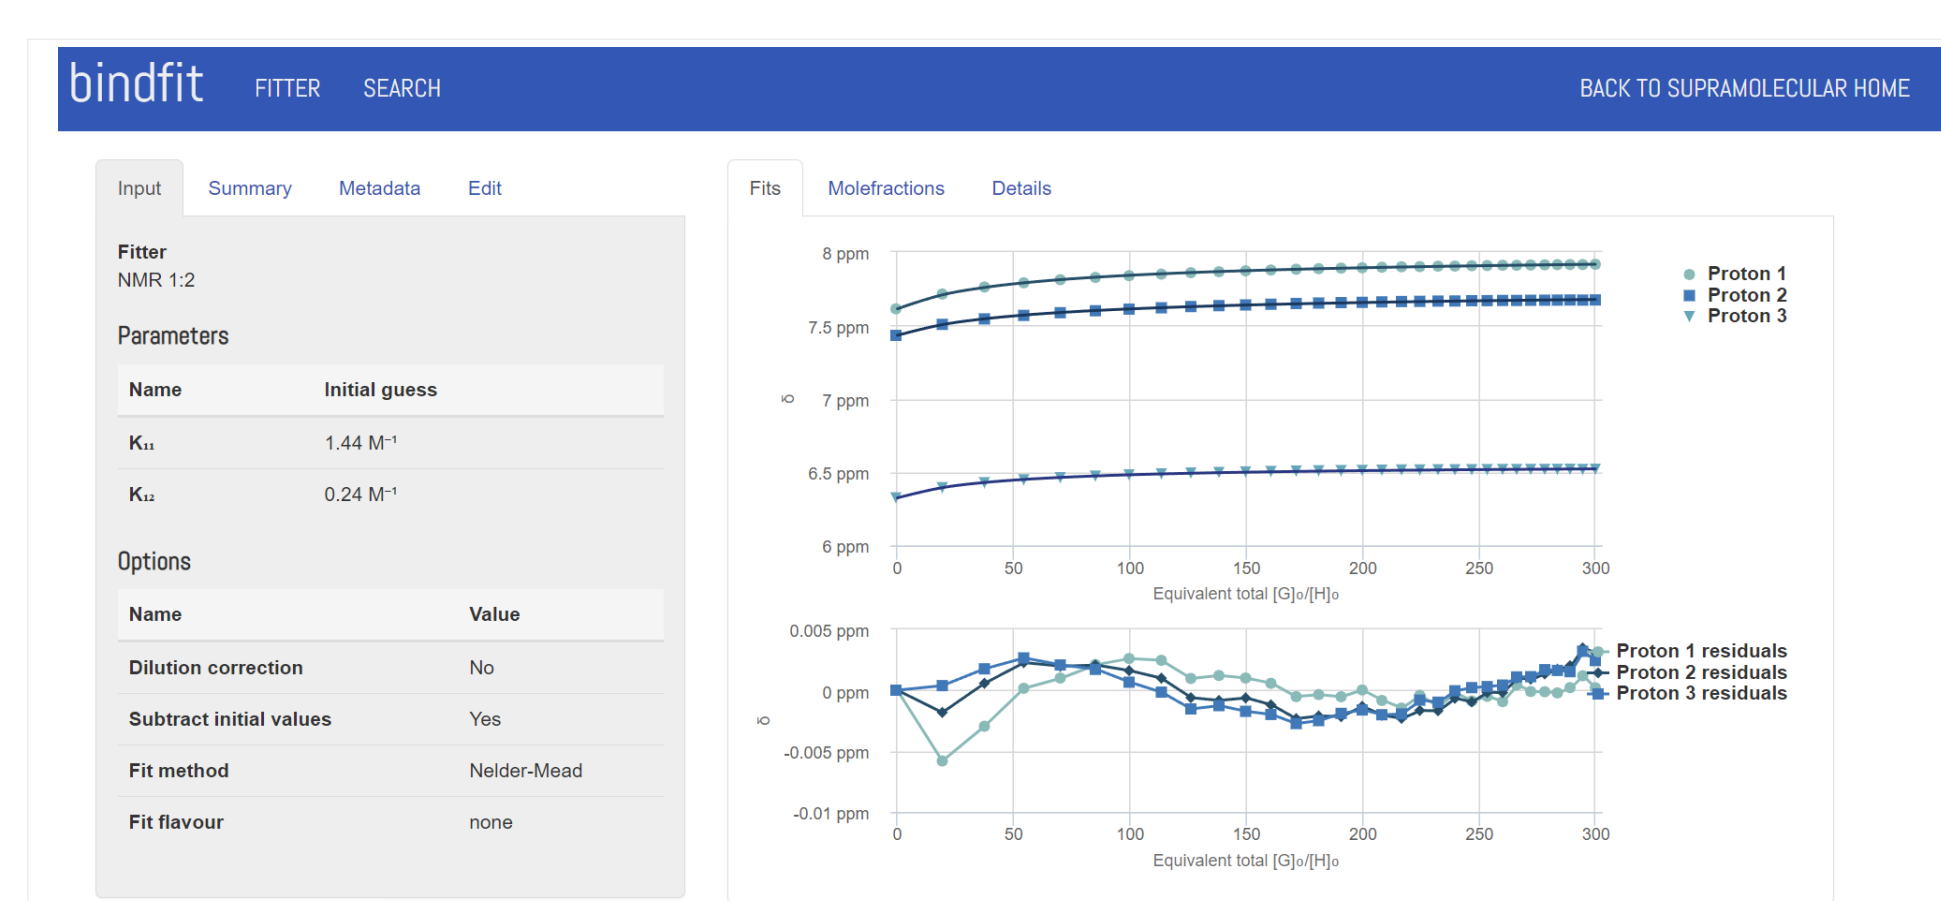 bindfit
FITTER
SEARCH
BACK TO SUPRAMOLECULAR HOME
Input
Summary
Metadata
Edit
Fitter
NMR 1:2
Parameters
Name Initial guess
K₁₁ 1.44 M⁻¹
K₁₂ 0.24 M⁻¹
Options
Name Value
Dilution correction No
Subtract initial values Yes
Fit method Nelder-Mead
Fit flavour none
Fits
Molefractions
Details
8 ppm
7.5 ppm
7 ppm
6.5 ppm
6 ppm
δ
0 50 100 150 200 250 300
Equivalent total [G]₀/[H]₀
Proton 1
Proton 2
Proton 3
0.005 ppm
0 ppm
-0.005 ppm
-0.01 ppm
δ
0 50 100 150 200 250 300
Equivalent total [G]₀/[H]₀
Proton 1 residuals
Proton 2 residuals
Proton 3 residuals